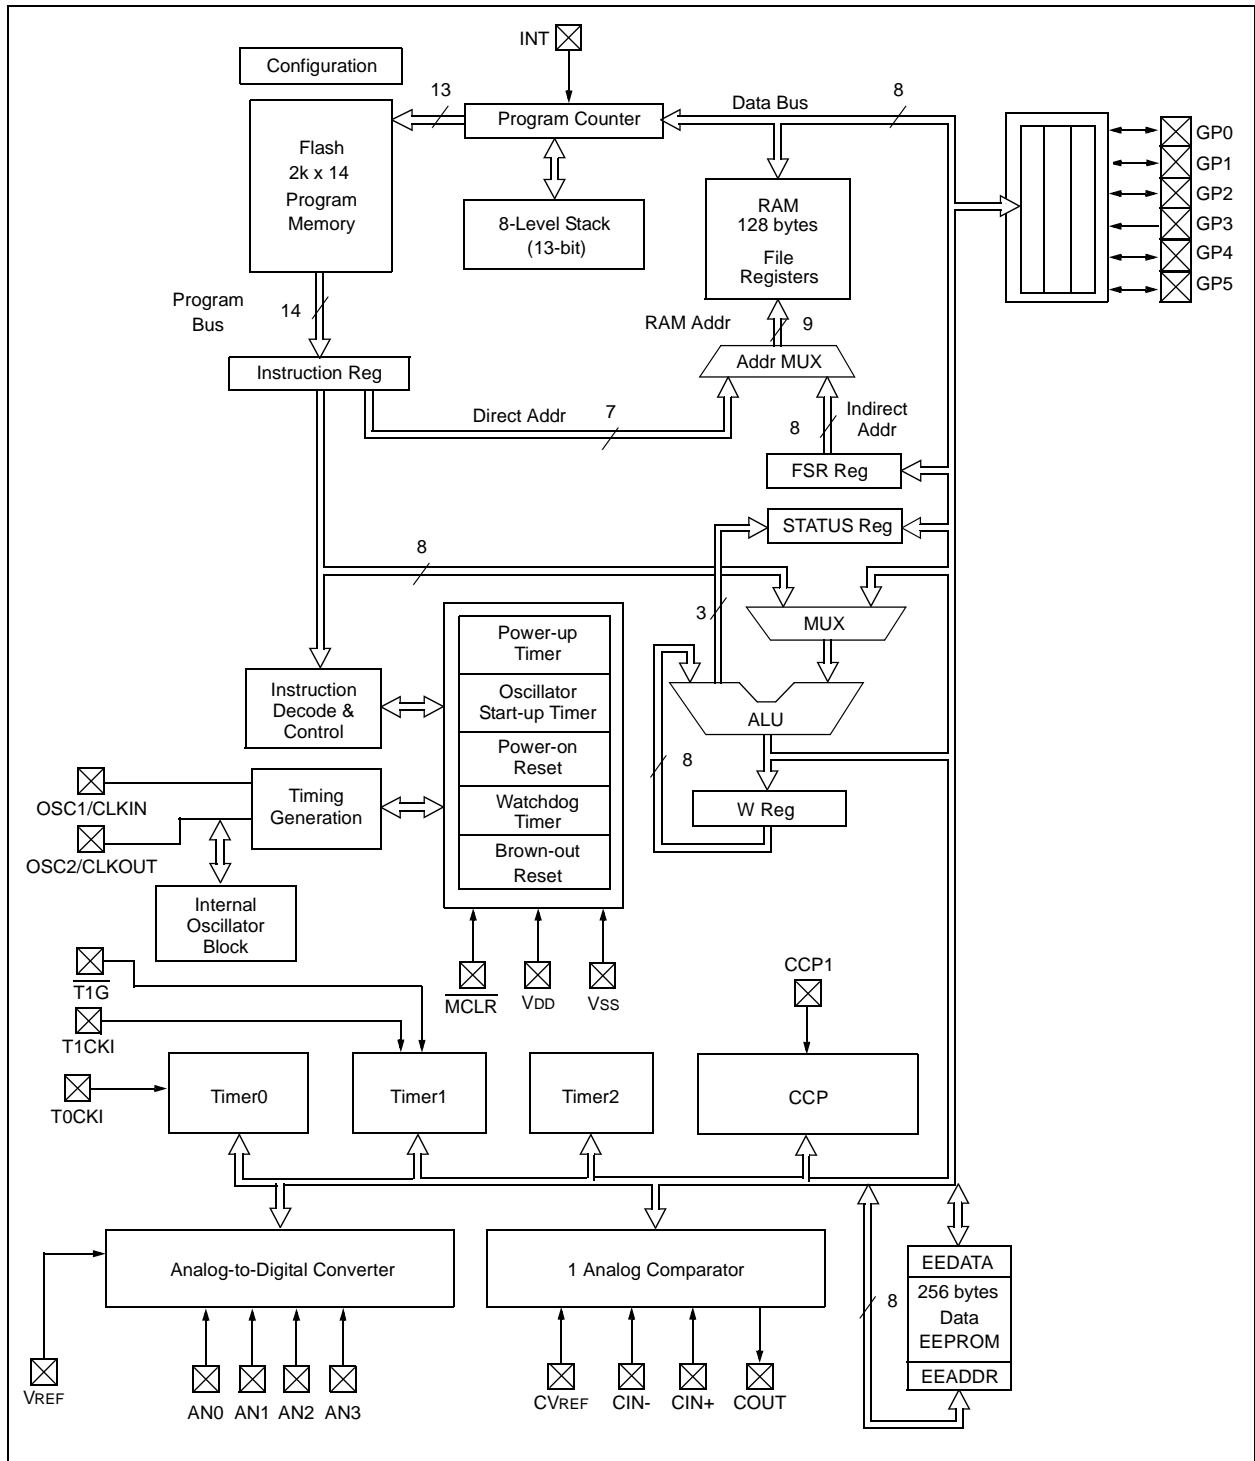 INT
Configuration
13
Program Counter
Data Bus
8
Flash
2k x 14
Program
Memory
8-Level Stack
(13-bit)
RAM
128 bytes
File
Registers
GP0
GP1
GP2
GP3
GP4
GP5
Program
Bus
14
RAM Addr
9
Addr MUX
Instruction Reg
Direct Addr
7
8
Indirect
Addr
FSR Reg
STATUS Reg
8
3
MUX
Power-up
Timer
Oscillator
Start-up Timer
Power-on
Reset
Watchdog
Timer
Brown-out
Reset
Instruction
Decode &
Control
ALU
8
W Reg
OSC1/CLKIN
Timing
Generation
OSC2/CLKOUT
Internal
Oscillator
Block
T1G
T1CKI
MCLR
VDD
VSS
CCP1
T0CKI
Timer0
Timer1
Timer2
CCP
Analog-to-Digital Converter
1 Analog Comparator
EEDATA
256 bytes
Data
EEPROM
EEADDR
8
VREF
AN0
AN1
AN2
AN3
CVREF
CIN-
CIN+
COUT